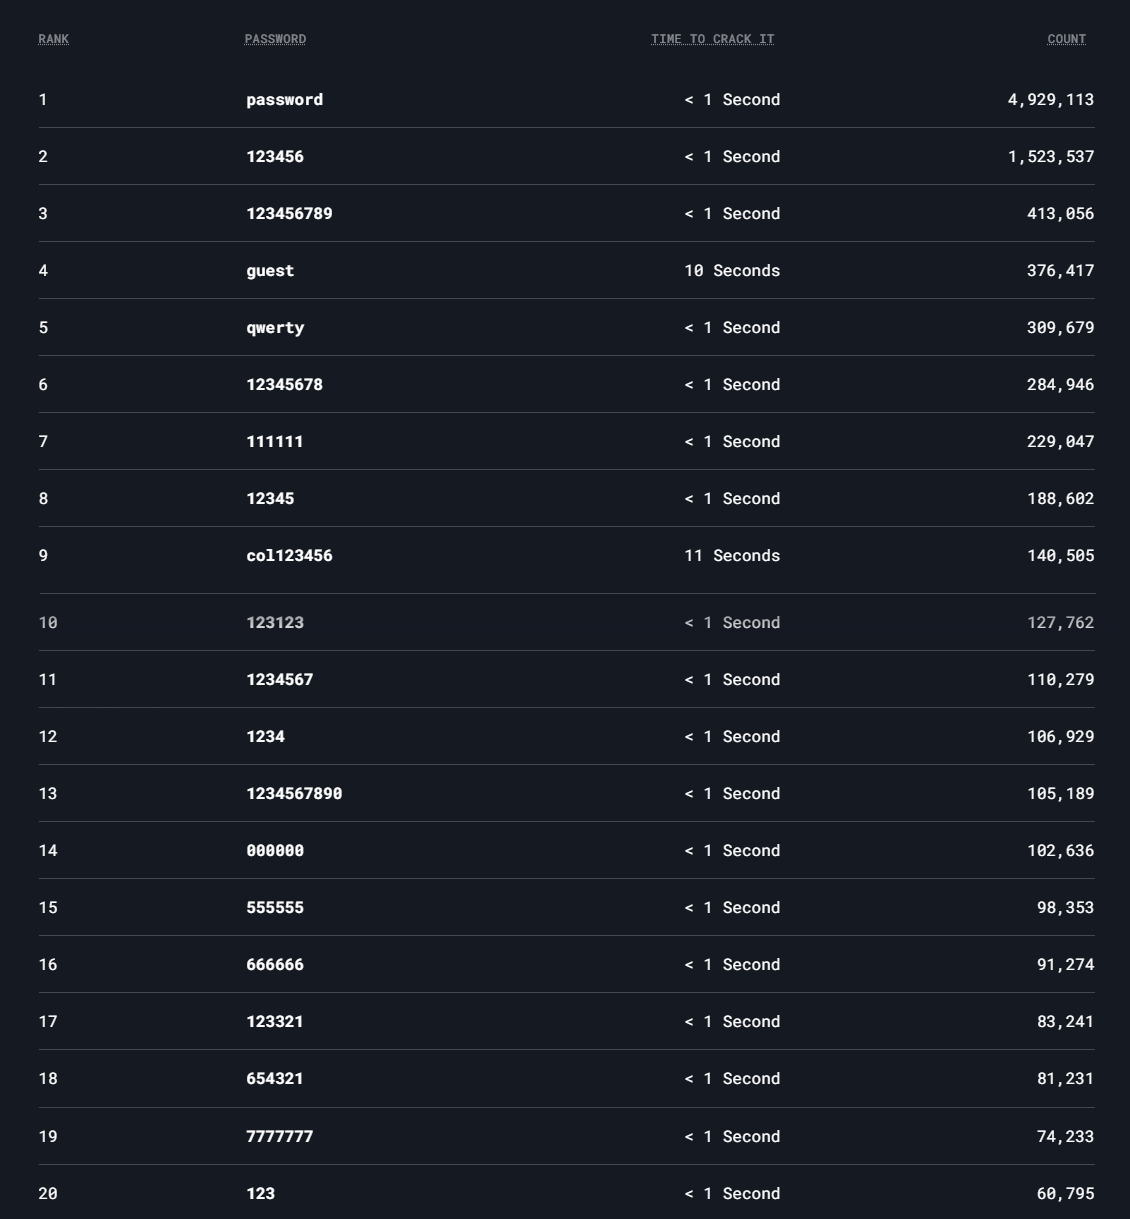 RANK PASSWORD TIME TO CRACK IT COUNT
1 password < 1 Second 4,929,113
2 123456 < 1 Second 1,523,537
3 123456789 < 1 Second 413,056
4 guest 10 Seconds 376,417
5 qwerty < 1 Second 309,679
6 12345678 < 1 Second 284,946
7 111111 < 1 Second 229,047
8 12345 < 1 Second 188,602
9 col123456 11 Seconds 140,505
10 123123 < 1 Second 127,762
11 1234567 < 1 Second 110,279
12 1234 < 1 Second 106,929
13 1234567890 < 1 Second 105,189
14 000000 < 1 Second 102,636
15 555555 < 1 Second 98,353
16 666666 < 1 Second 91,274
17 123321 < 1 Second 83,241
18 654321 < 1 Second 81,231
19 7777777 < 1 Second 74,233
20 123 < 1 Second 60,795